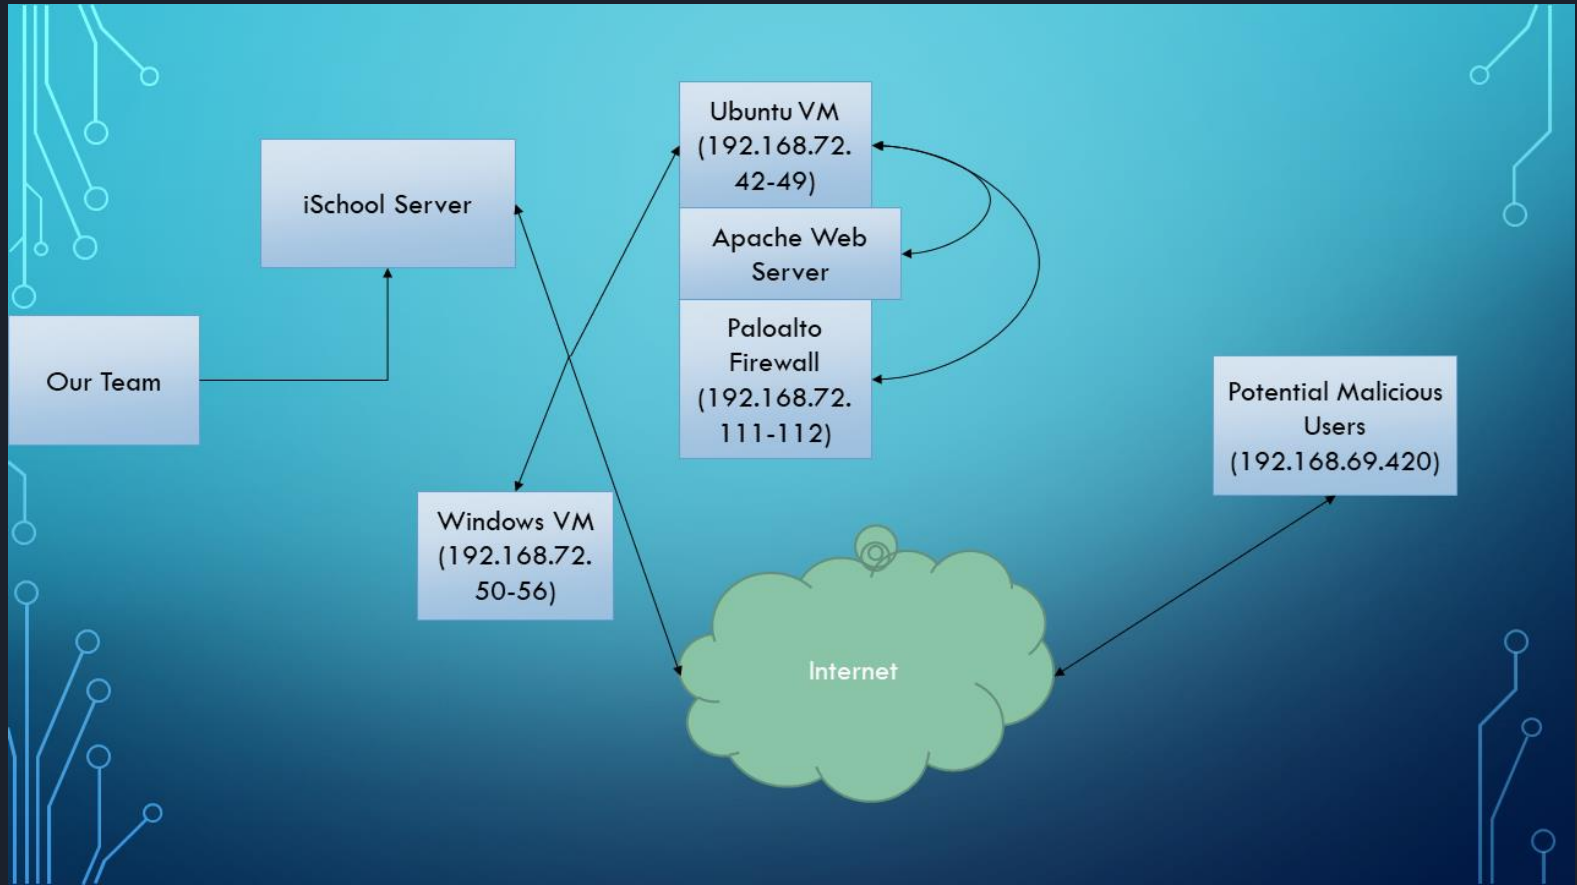 Ubuntu VM
(192.168.72.
42-49)
iSchool Server
Apache Web
Server
Paloalto
Firewall
(192.168.72.
111-112)
Our Team
Potential Malicious
Users
(192.168.69.420)
Windows VM
(192.168.72.
50-56)
Internet